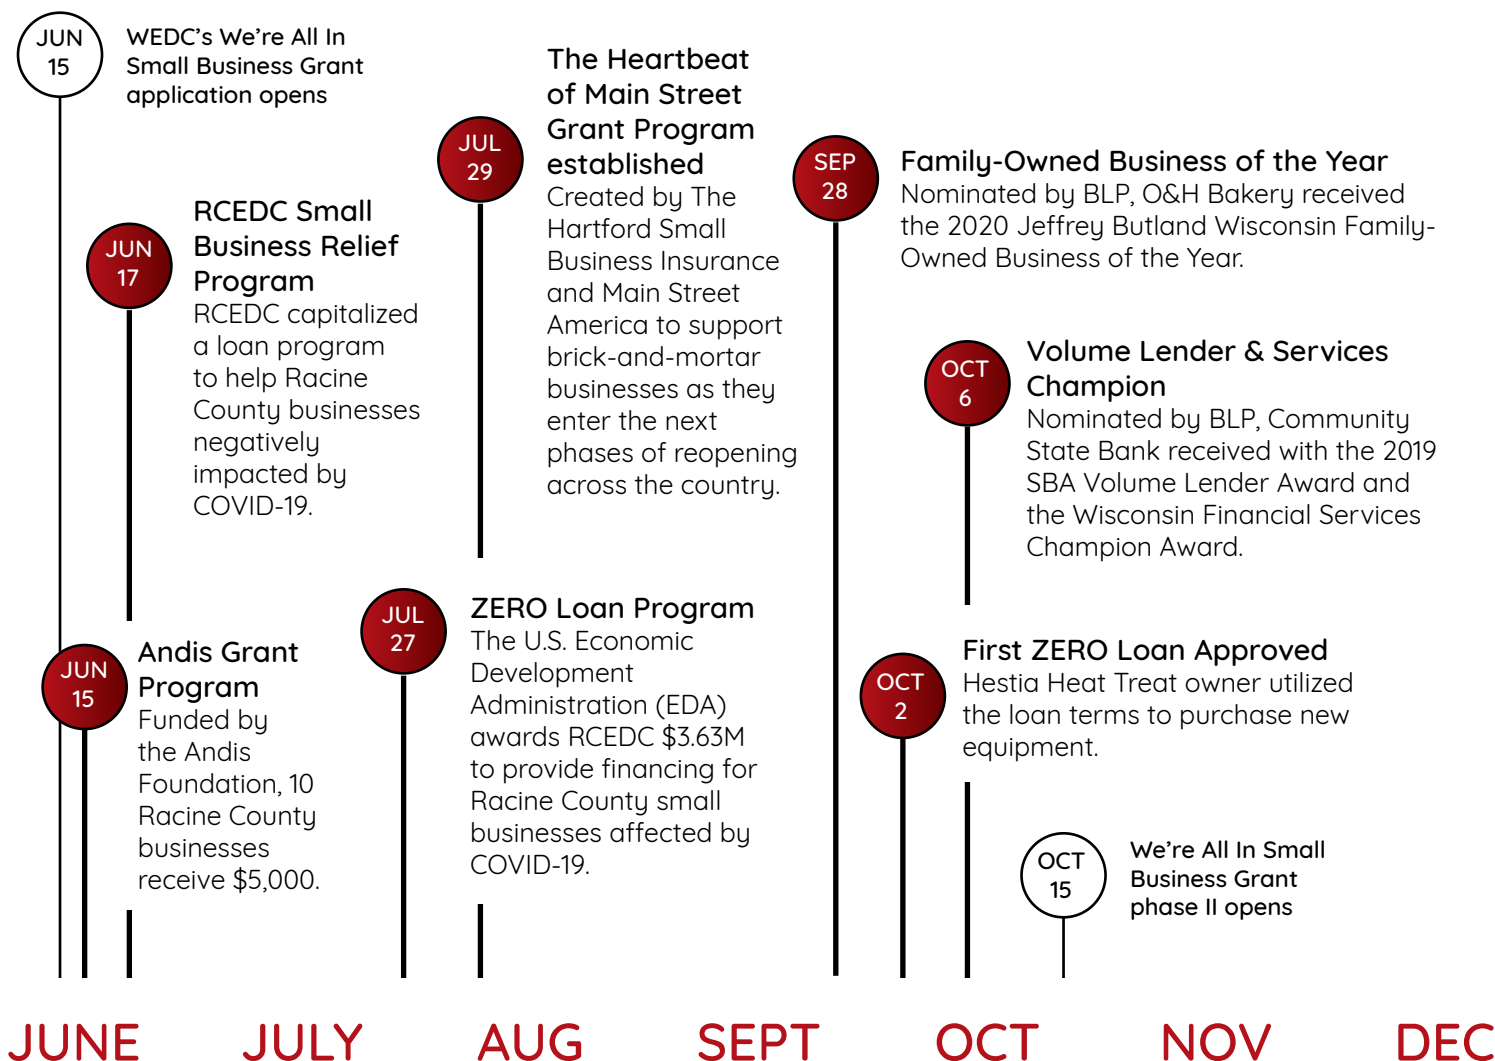 JUN
15
WEDC's We're All In
Small Business Grant
application opens
JUN
17
RCEDC Small
Business Relief
Program
RCEDC capitalized
a loan program
to help Racine
County businesses
negatively
impacted by
COVID-19.
JUN
15
Andis Grant
Program
Funded by
the Andis
Foundation, 10
Racine County
businesses
receive $5,000.
JUL
29
The Heartbeat
of Main Street
Grant Program
established
Created by The
Hartford Small
Business Insurance
and Main Street
America to support
brick-and-mortar
businesses as they
enter the next
phases of reopening
across the country.
JUL
27
ZERO Loan Program
The U.S. Economic
Development
Administration (EDA)
awards RCEDC $3.63M
to provide financing for
Racine County small
businesses affected by
COVID-19.
SEP
28
Family-Owned Business of the Year
Nominated by BLP, O&H Bakery received
the 2020 Jeffrey Butland Wisconsin Family-
Owned Business of the Year.
OCT
6
Volume Lender & Services
Champion
Nominated by BLP, Community
State Bank received with the 2019
SBA Volume Lender Award and
the Wisconsin Financial Services
Champion Award.
OCT
2
First ZERO Loan Approved
Hestia Heat Treat owner utilized
the loan terms to purchase new
equipment.
OCT
15
We're All In Small
Business Grant
phase II opens
JUNE JULY AUG SEPT OCT NOV DEC